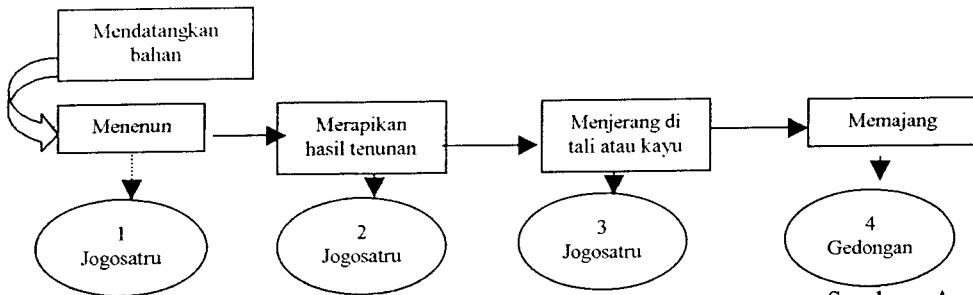 Mendatangkan
bahan
Menenun
Merapikan
hasil tenunan
Menjerang di
tali atau kayu
Memajang
1
Jogosatru
2
Jogosatru
3
Jogosatru
4
Gedongan